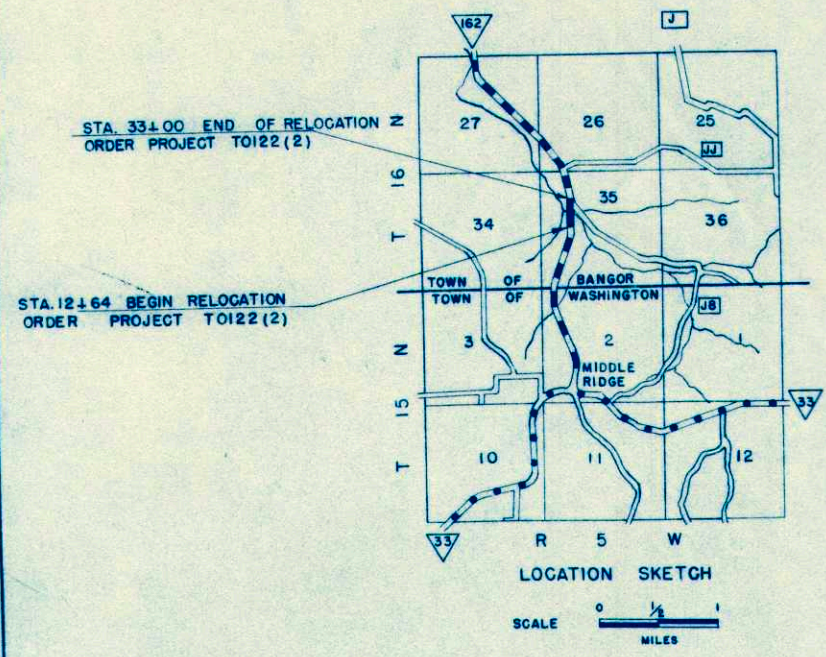 162
J
STA. 33+00 END OF RELOCATION
ORDER PROJECT T0122(2)
N
27
26
25
JJ
16
35
34
36
T
STA. 12+64 BEGIN RELOCATION
ORDER PROJECT T0122(2)
TOWN OF BANGOR
TOWN OF WASHINGTON
JB
3
2
1
N
MIDDLE
RIDGE
15
33
T
10
11
12
33
R 5 W
LOCATION SKETCH
SCALE 0 1/2 1
MILES